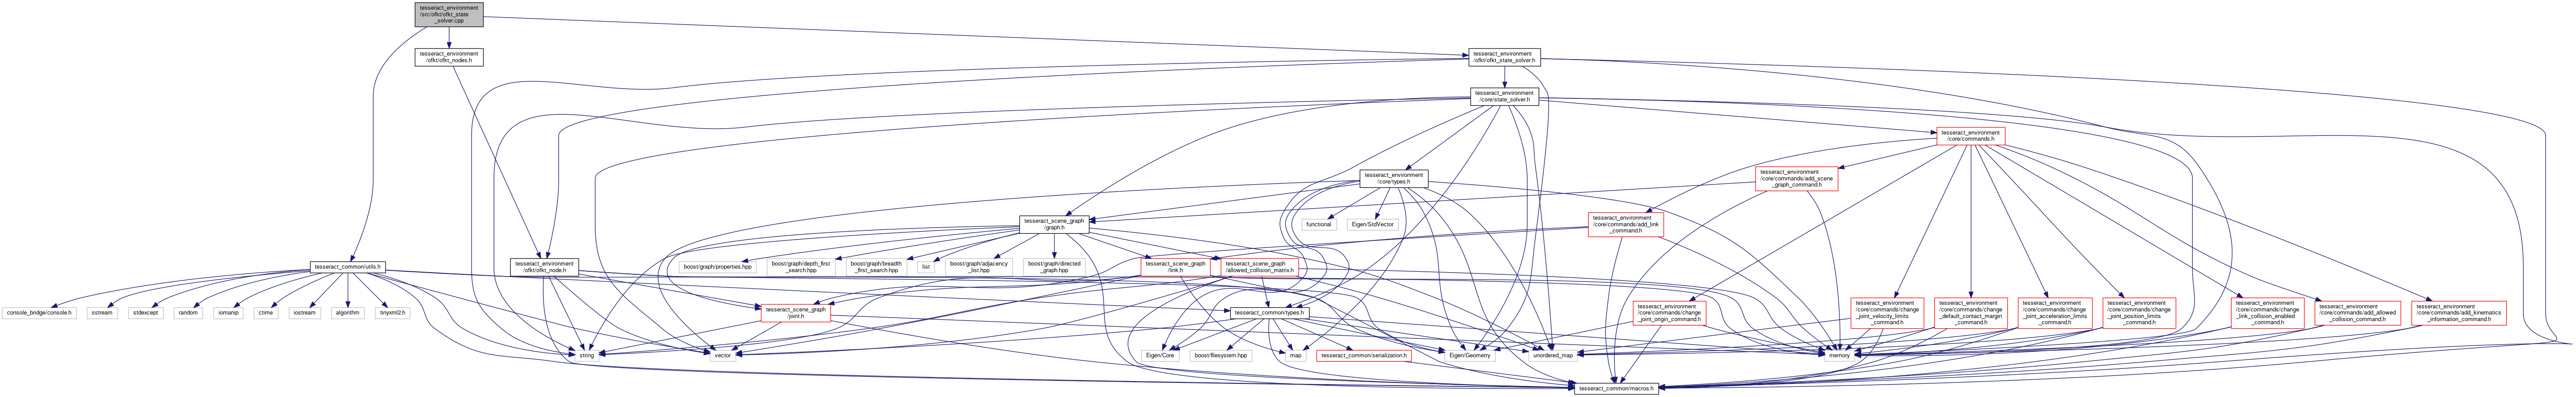 tesseract_environment
/src/ofkt/ofkt_state
_solver.cpp
tesseract_environment
/ofkt/ofkt_nodes.h
tesseract_environment
/ofkt/ofkt_state_solver.h
tesseract_environment
/core/state_solver.h
tesseract_environment
/core/commands.h
tesseract_environment
/core/types.h
tesseract_environment
/core/commands/add_scene
_graph_command.h
tesseract_scene_graph
/graph.h
functional
Eigen/StdVector
tesseract_environment
/core/commands/add_link
_command.h
tesseract_common/utils.h
tesseract_environment
/ofkt/ofkt_node.h
boost/graph/properties.hpp
boost/graph/depth_first
_search.hpp
boost/graph/breadth
_first_search.hpp
list
boost/graph/adjacency
_list.hpp
boost/graph/directed
_graph.hpp
tesseract_scene_graph
/link.h
tesseract_scene_graph
/allowed_collision_matrix.h
console_bridge/console.h
sstream
stdexcept
random
iomanip
ctime
iostream
algorithm
tinyxml2.h
tesseract_scene_graph
/joint.h
tesseract_common/types.h
tesseract_environment
/core/commands/change
_joint_origin_command.h
tesseract_environment
/core/commands/change
_joint_velocity_limits
_command.h
tesseract_environment
/core/commands/change
_default_contact_margin
_command.h
tesseract_environment
/core/commands/change
_joint_acceleration_limits
_command.h
tesseract_environment
/core/commands/change
_joint_position_limits
_command.h
tesseract_environment
/core/commands/change
_link_collision_enabled
_command.h
tesseract_environment
/core/commands/add_allowed
_collision_command.h
tesseract_environment
/core/commands/add_kinematics
_information_command.h
string
vector
Eigen/Core
boost/filesystem.hpp
map
tesseract_common/serialization.h
Eigen/Geometry
unordered_map
memory
tesseract_common/macros.h